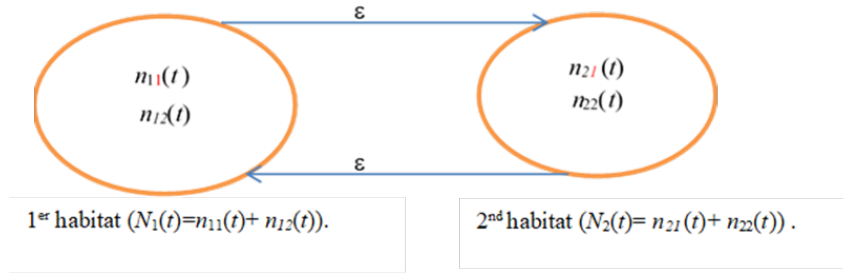 ε
n11(t)
n12(t)
n21(t)
n22(t)
ε
1er habitat (N1(t)=n11(t)+ n12(t)).
2nd habitat (N2(t)= n21(t)+ n22(t)) .